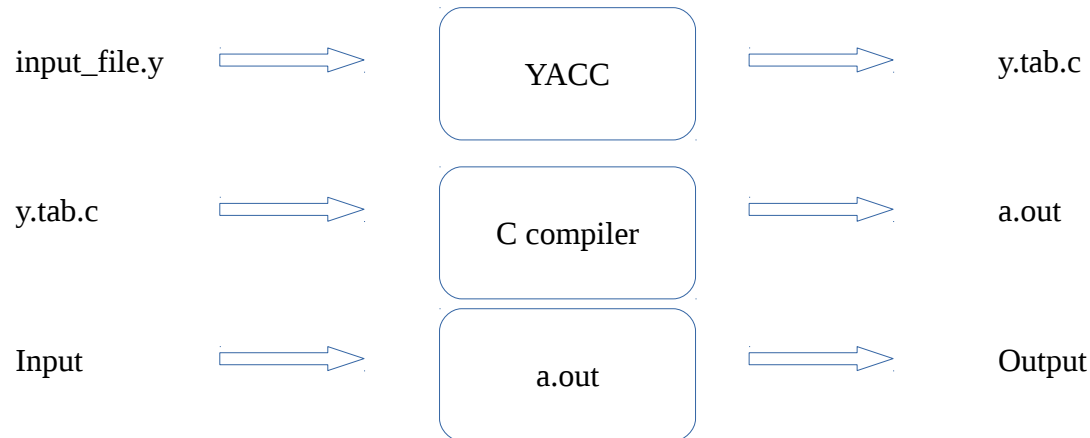 input_file.y
YACC
y.tab.c
y.tab.c
C compiler
a.out
Input
a.out
Output